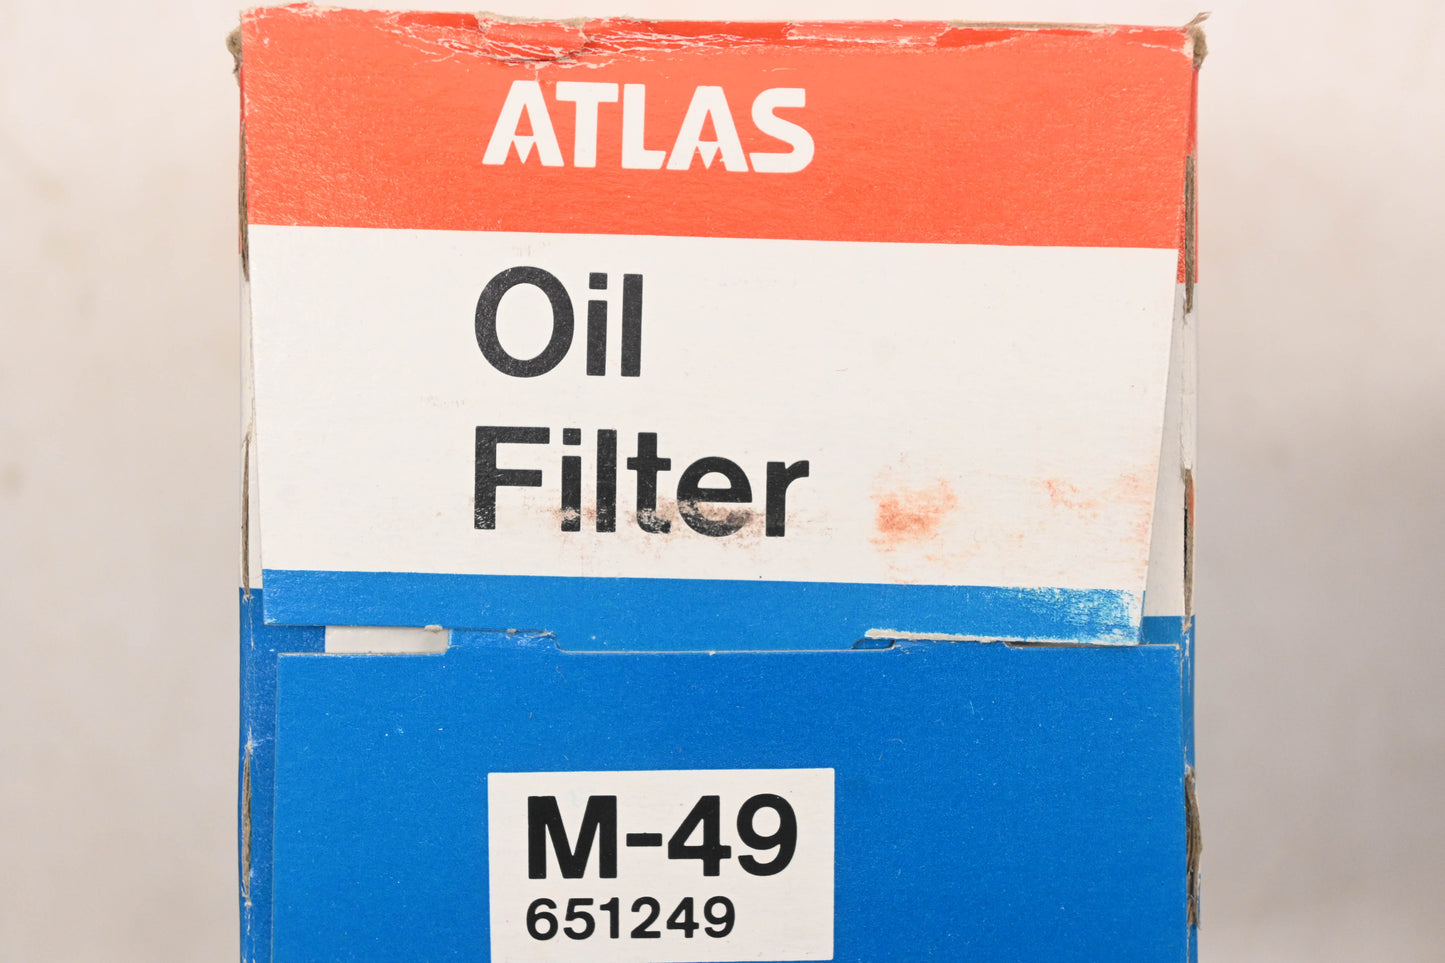 ATLAS
Oil
Filter
M-49
651249